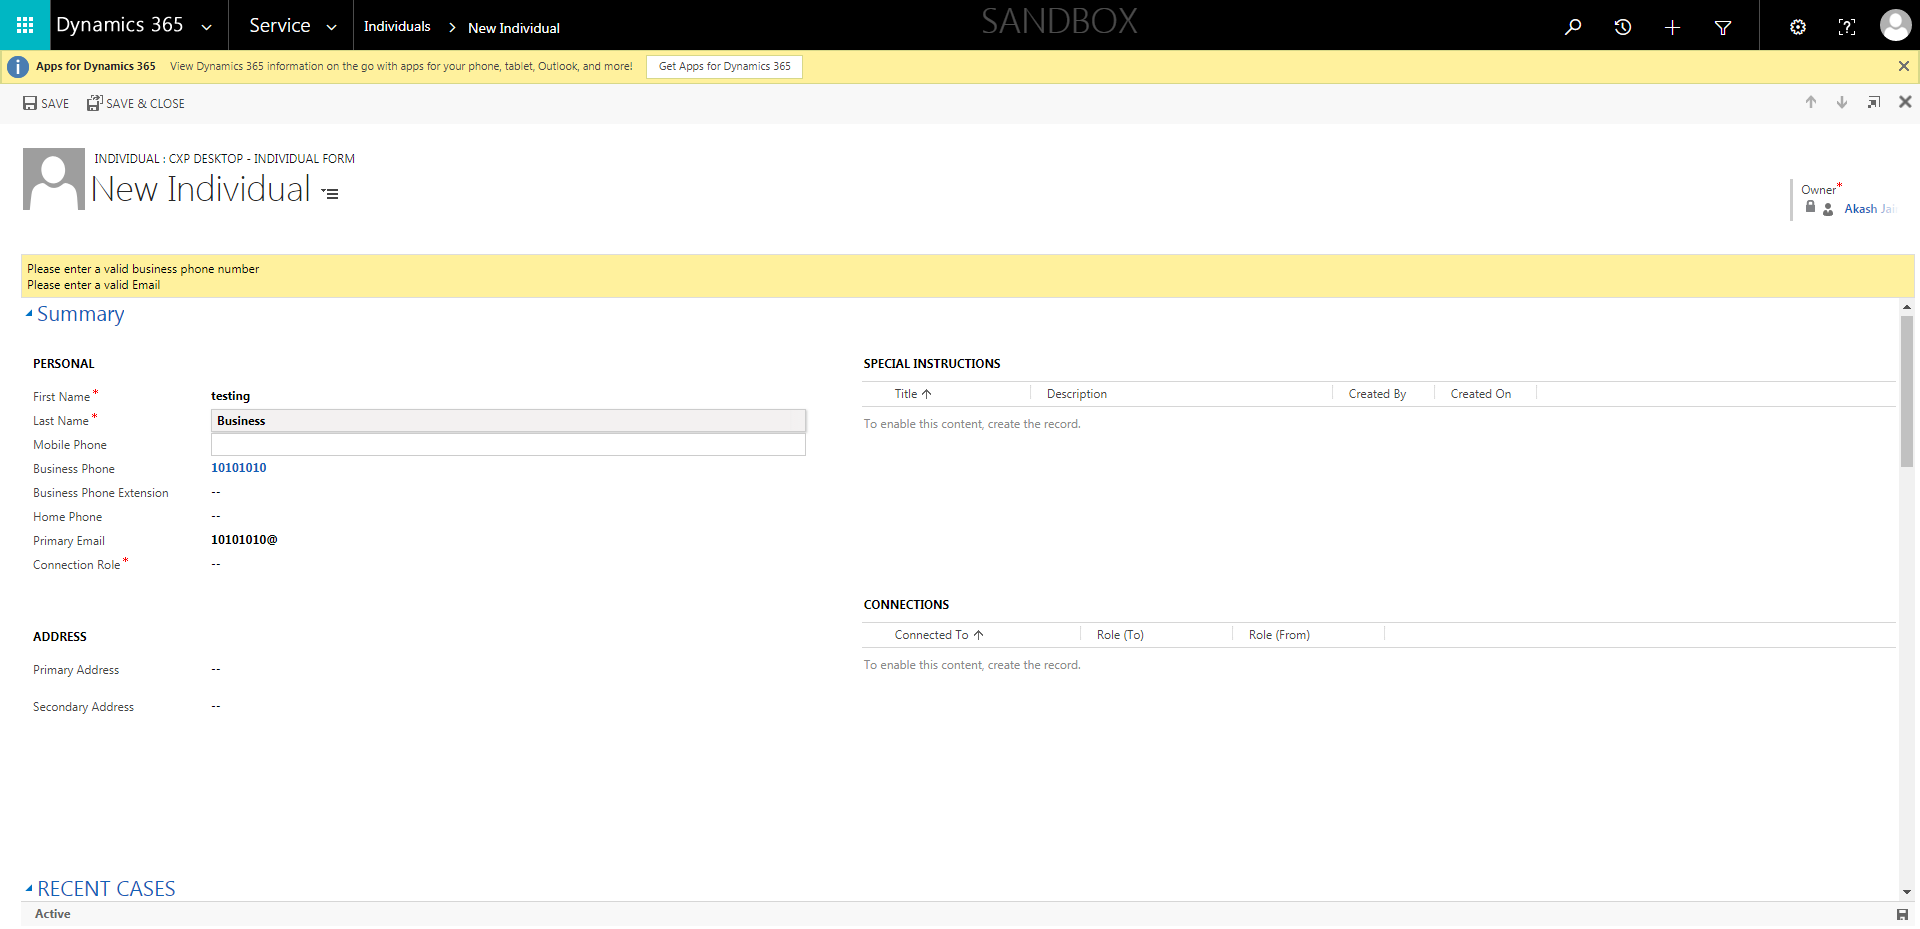 Dynamics 365 Service Individuals > New Individual SANDBOX
Apps for Dynamics 365 View Dynamics 365 information on the go with apps for your phone, tablet, Outlook, and more! Get Apps for Dynamics 365
SAVE SAVE & CLOSE
INDIVIDUAL : CXP DESKTOP - INDIVIDUAL FORM
New Individual
Owner*
Akash Jai
Please enter a valid business phone number
Please enter a valid Email
Summary
PERSONAL
First Name* testing
Last Name* Business
Mobile Phone
Business Phone 10101010
Business Phone Extension --
Home Phone --
Primary Email 10101010@
Connection Role* --
ADDRESS
Primary Address --
Secondary Address --
SPECIAL INSTRUCTIONS
Title Description Created By Created On
To enable this content, create the record.
CONNECTIONS
Connected To Role (To) Role (From)
To enable this content, create the record.
RECENT CASES
Active